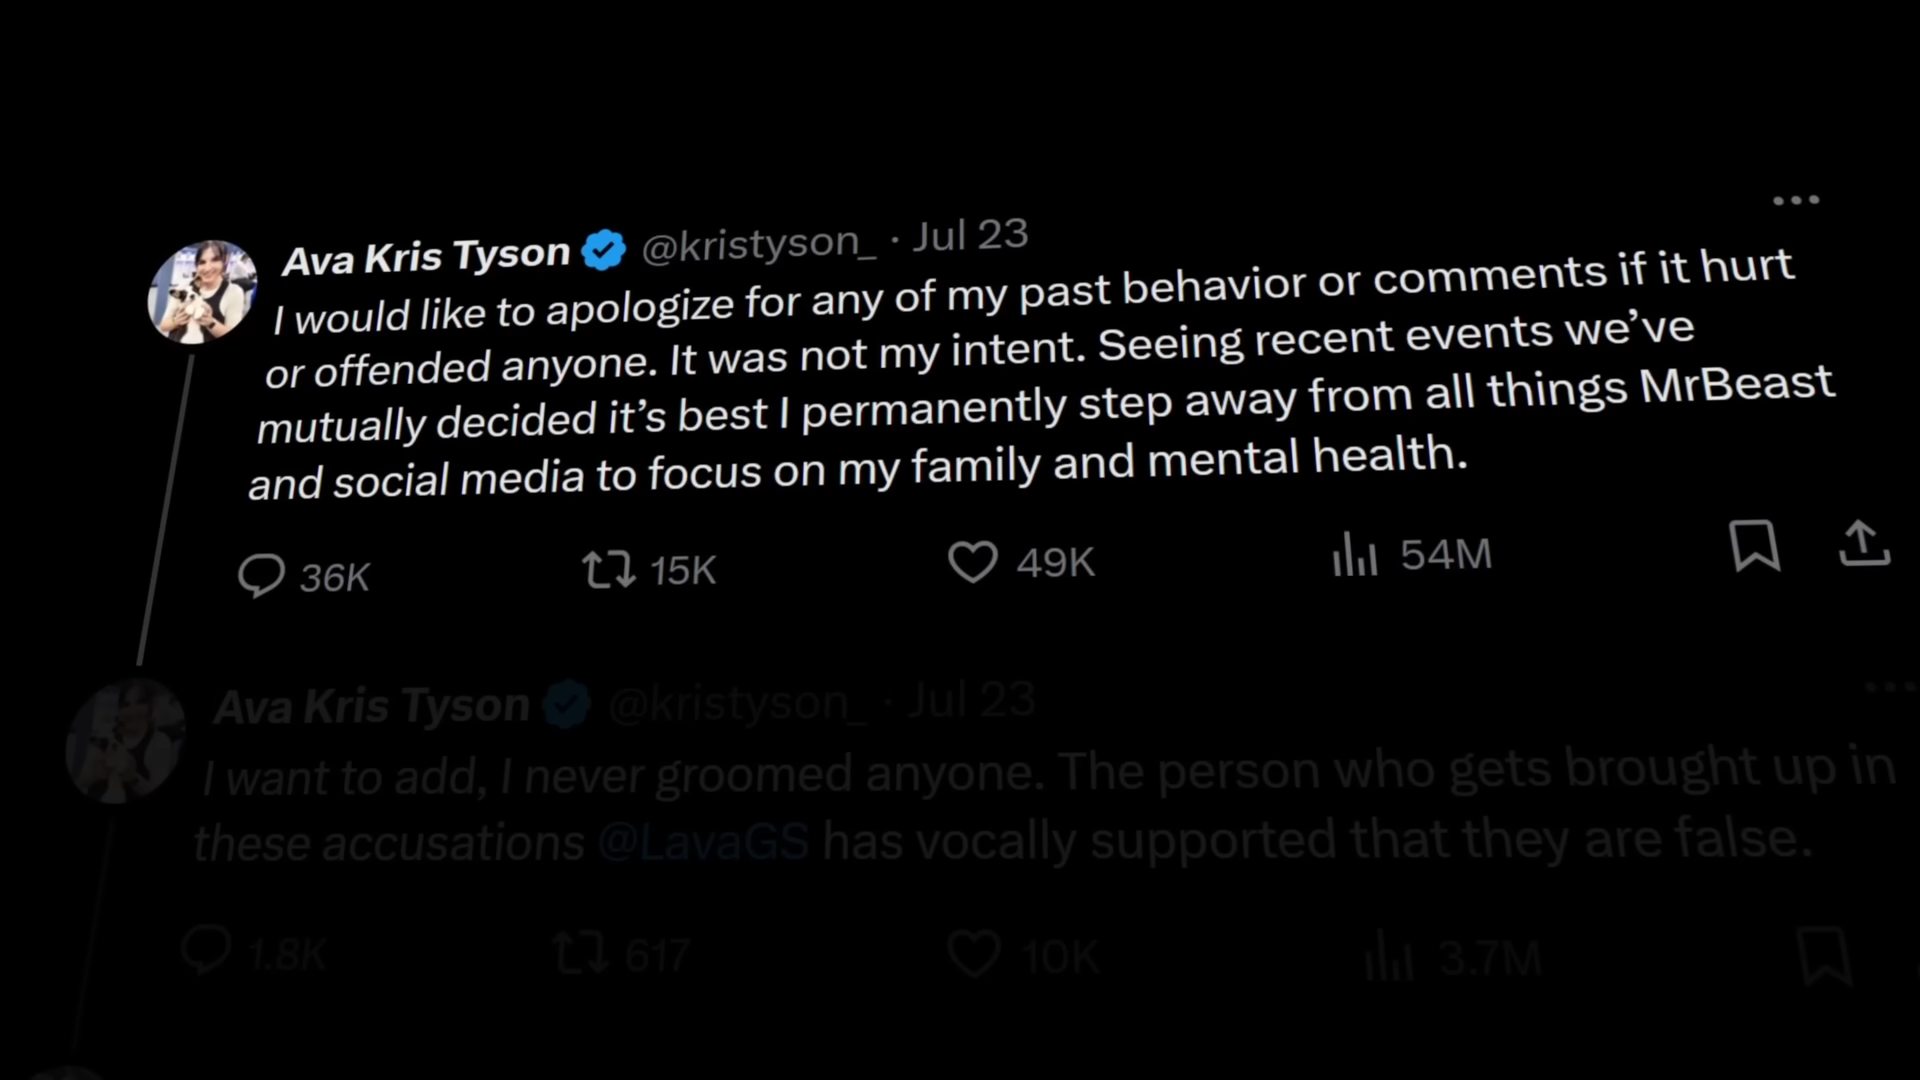 Ava Kris Tyson @kristyson_ · Jul 23
I would like to apologize for any of my past behavior or comments if it hurt
or offended anyone. It was not my intent. Seeing recent events we’ve
mutually decided it’s best I permanently step away from all things MrBeast
and social media to focus on my family and mental health.
36K 15K 49K 54M
Ava Kris Tyson @kristyson_ · Jul 23
I want to add, I never groomed anyone. The person who gets brought up in
these accusations @LavaGS has vocally supported that they are false.
1.8K 617 10K 3.7M